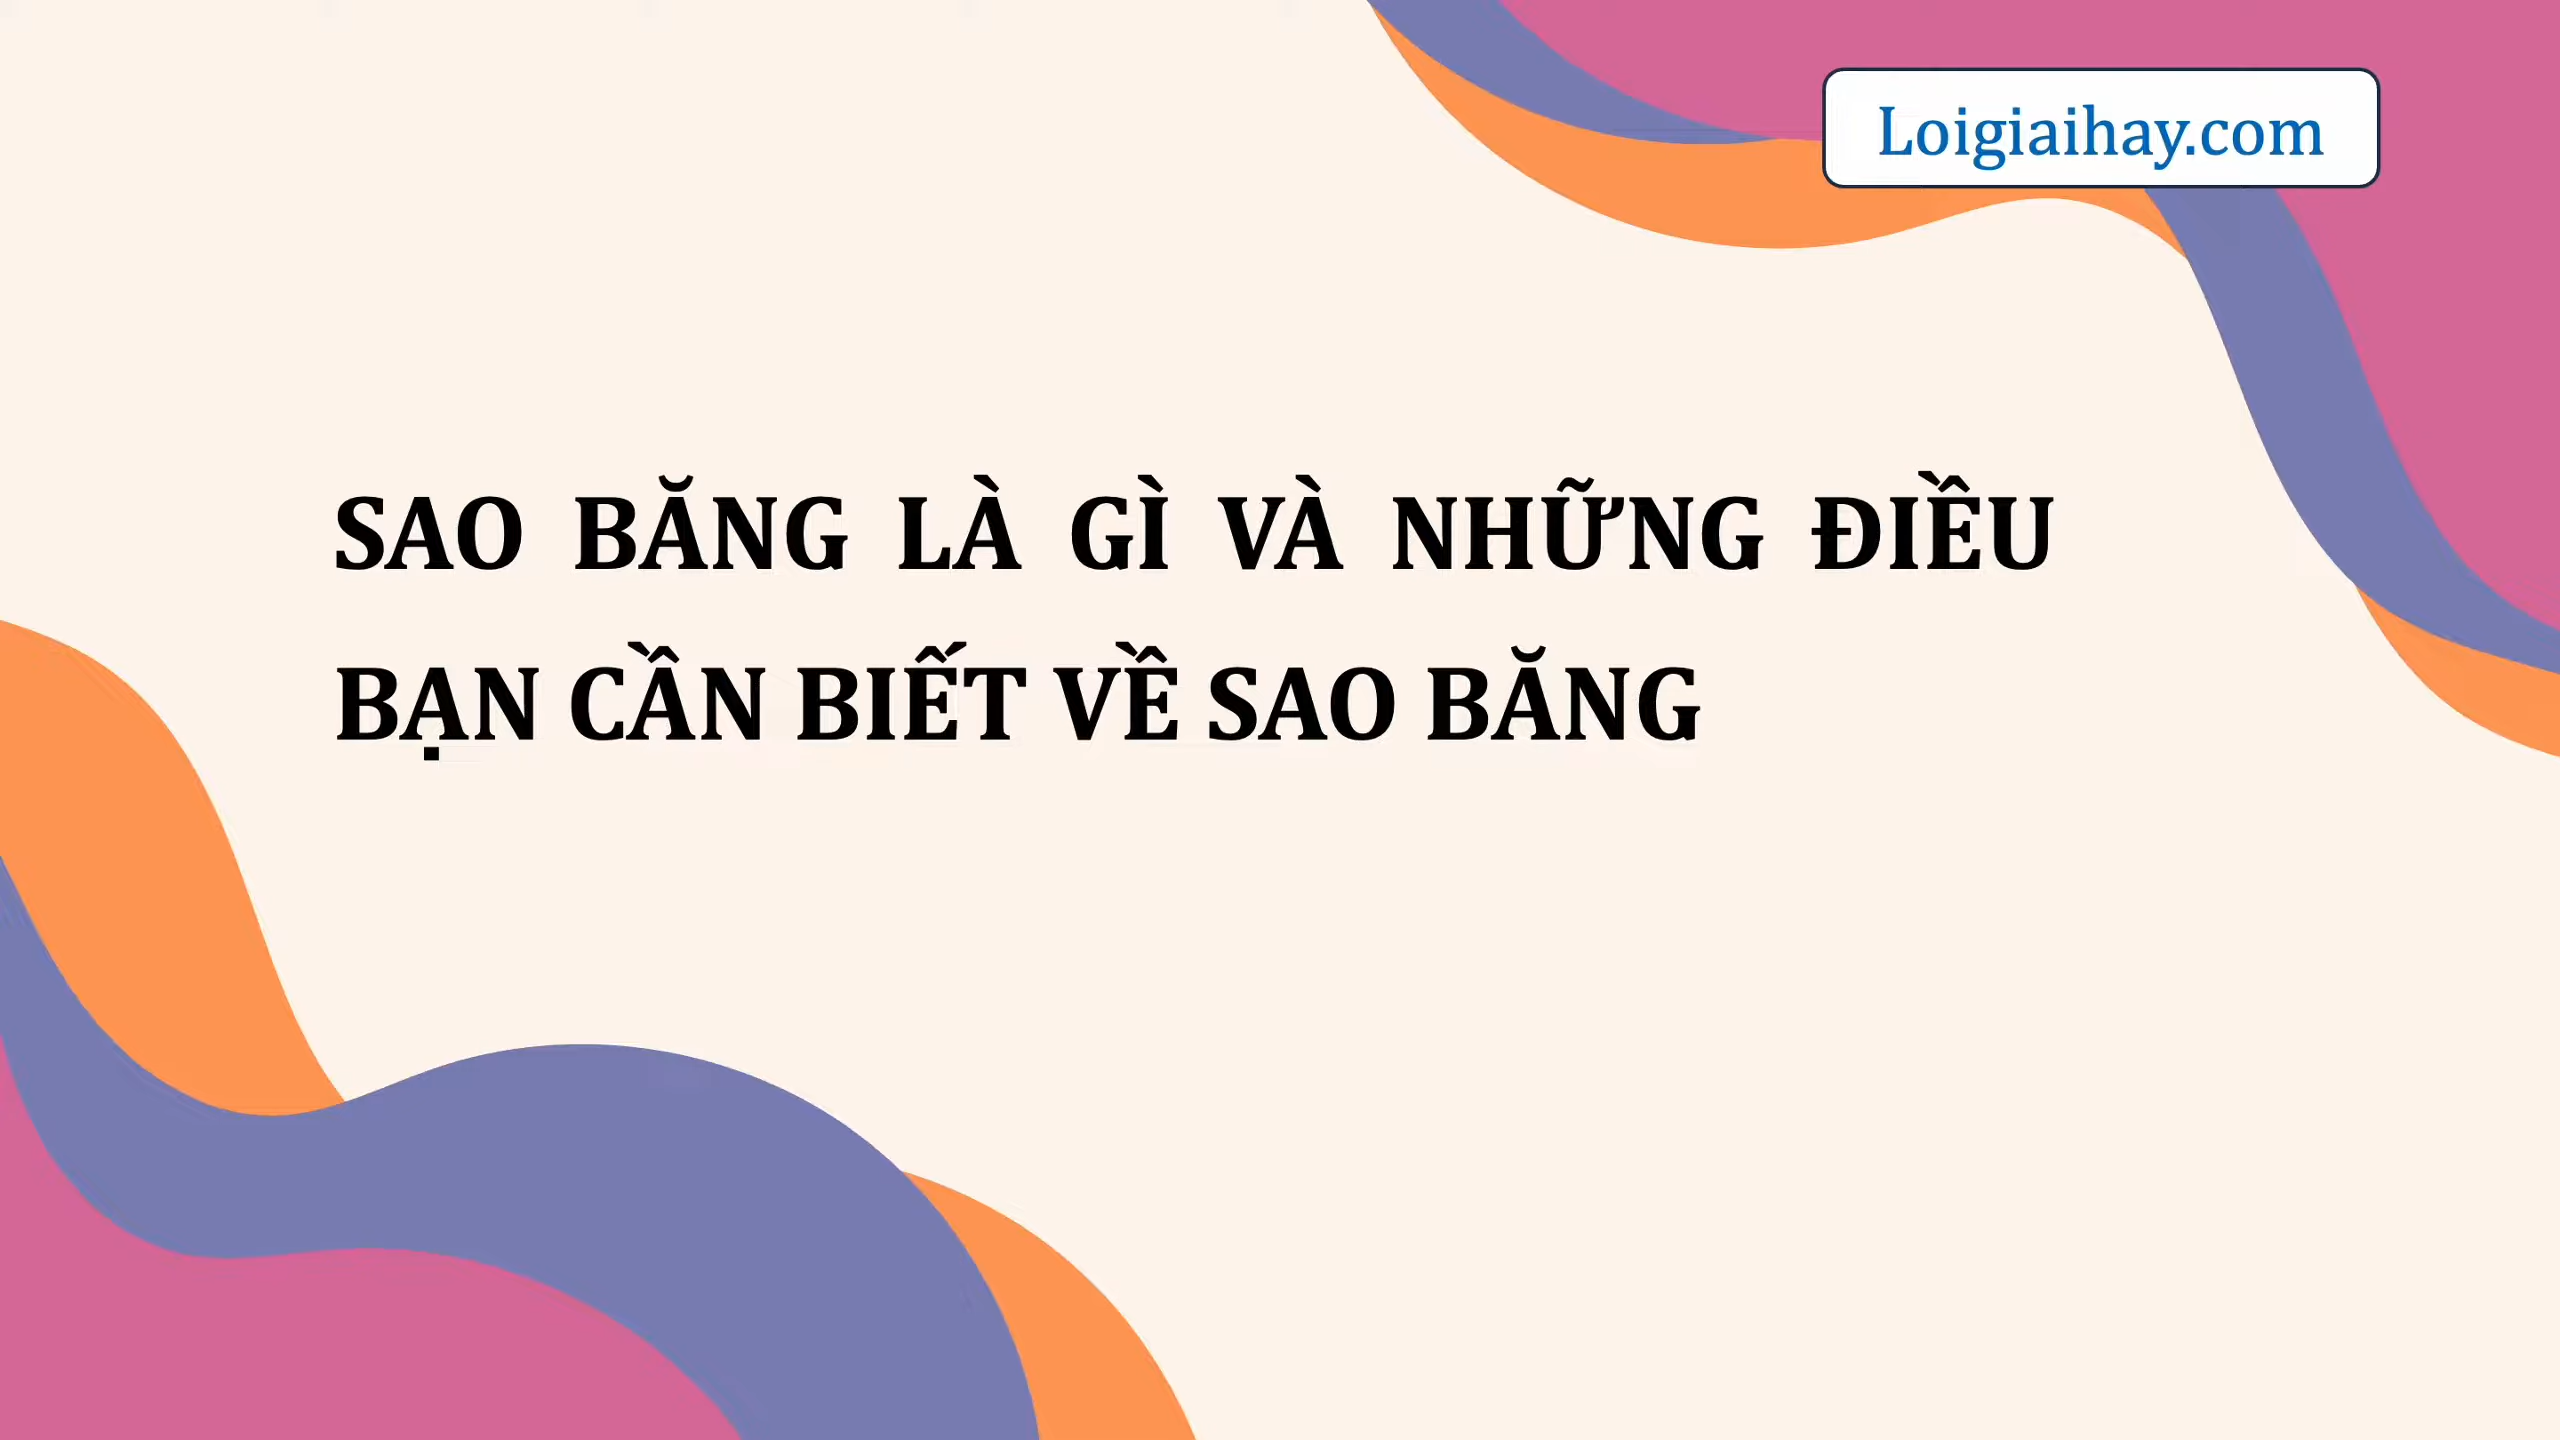 Loigiaihay.com
SAO BĂNG LÀ GÌ VÀ NHỮNG ĐIỀU
BẠN CẦN BIẾT VỀ SAO BĂNG